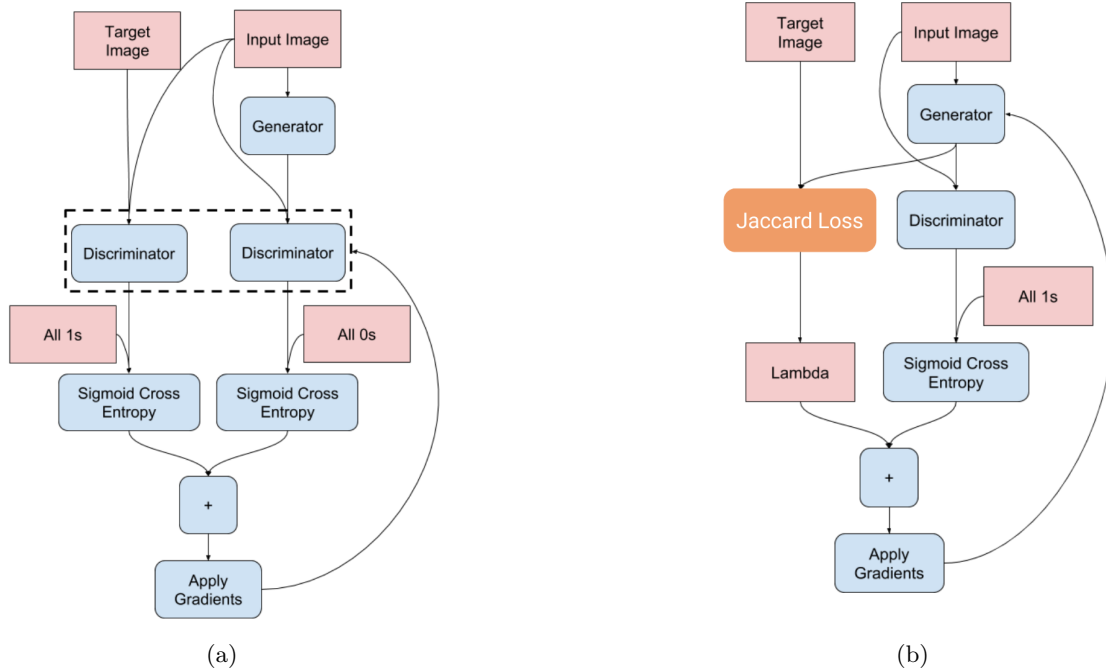 Target
Image
Input Image
Generator
Discriminator
Discriminator
All 1s
All 0s
Sigmoid Cross
Entropy
Sigmoid Cross
Entropy
+
Apply
Gradients
(a)
Target
Image
Input Image
Generator
Jaccard Loss
Discriminator
All 1s
Lambda
Sigmoid Cross
Entropy
+
Apply
Gradients
(b)